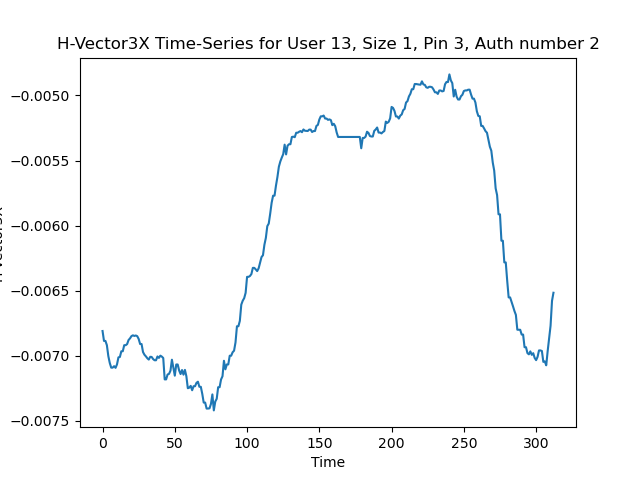 H-Vector3X Time-Series for User 13, Size 1, Pin 3, Auth number 2
−0.0050
−0.0055
−0.0060
−0.0065
−0.0070
−0.0075
0 50 100 150 200 250 300
Time